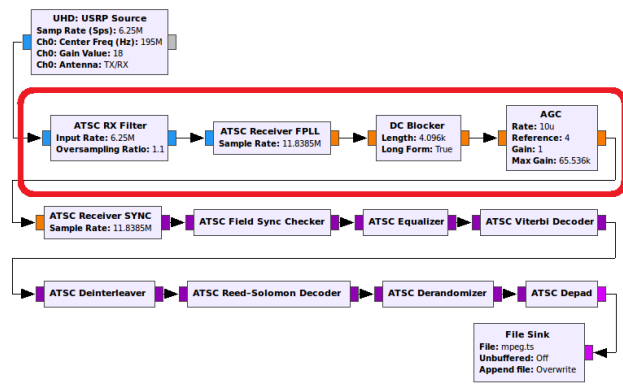 UHD: USRP Source
Samp Rate (Sps): 6.25M
Ch0: Center Freq (Hz): 195M
Ch0: Gain Value: 18
Ch0: Antenna: TX/RX
ATSC RX Filter
Input Rate: 6.25M
Oversampling Ratio: 1.1
ATSC Receiver FPLL
Sample Rate: 11.8385M
DC Blocker
Length: 4.096k
Long Form: True
AGC
Rate: 10u
Reference: 4
Gain: 1
Max Gain: 65.536k
ATSC Receiver SYNC
Sample Rate: 11.8385M
ATSC Field Sync Checker
ATSC Equalizer
ATSC Viterbi Decoder
ATSC Deinterleaver
ATSC Reed–Solomon Decoder
ATSC Derandomizer
ATSC Depad
File Sink
File: mpeg.ts
Unbuffered: Off
Append file: Overwrite